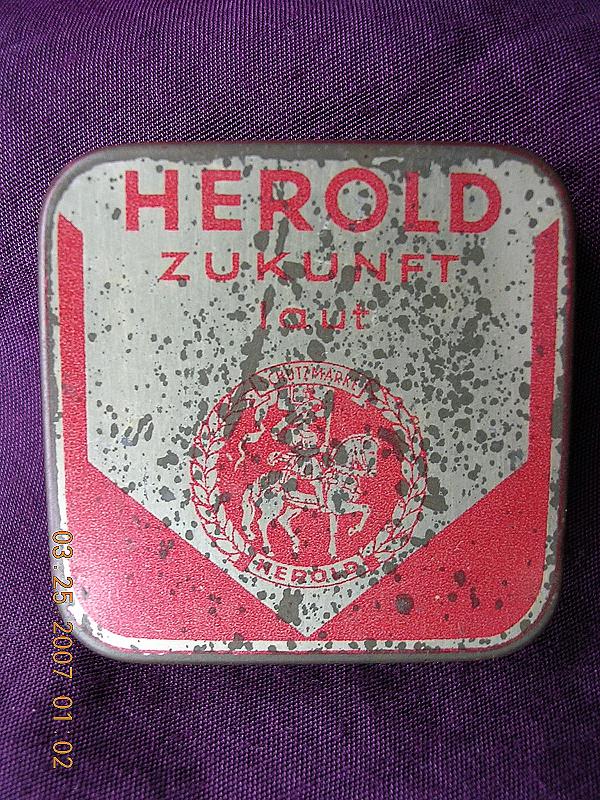 HEROLD
ZUKUNFT
laut
SCHUTZMARKE
HEROLD
03 25 2007 01 02